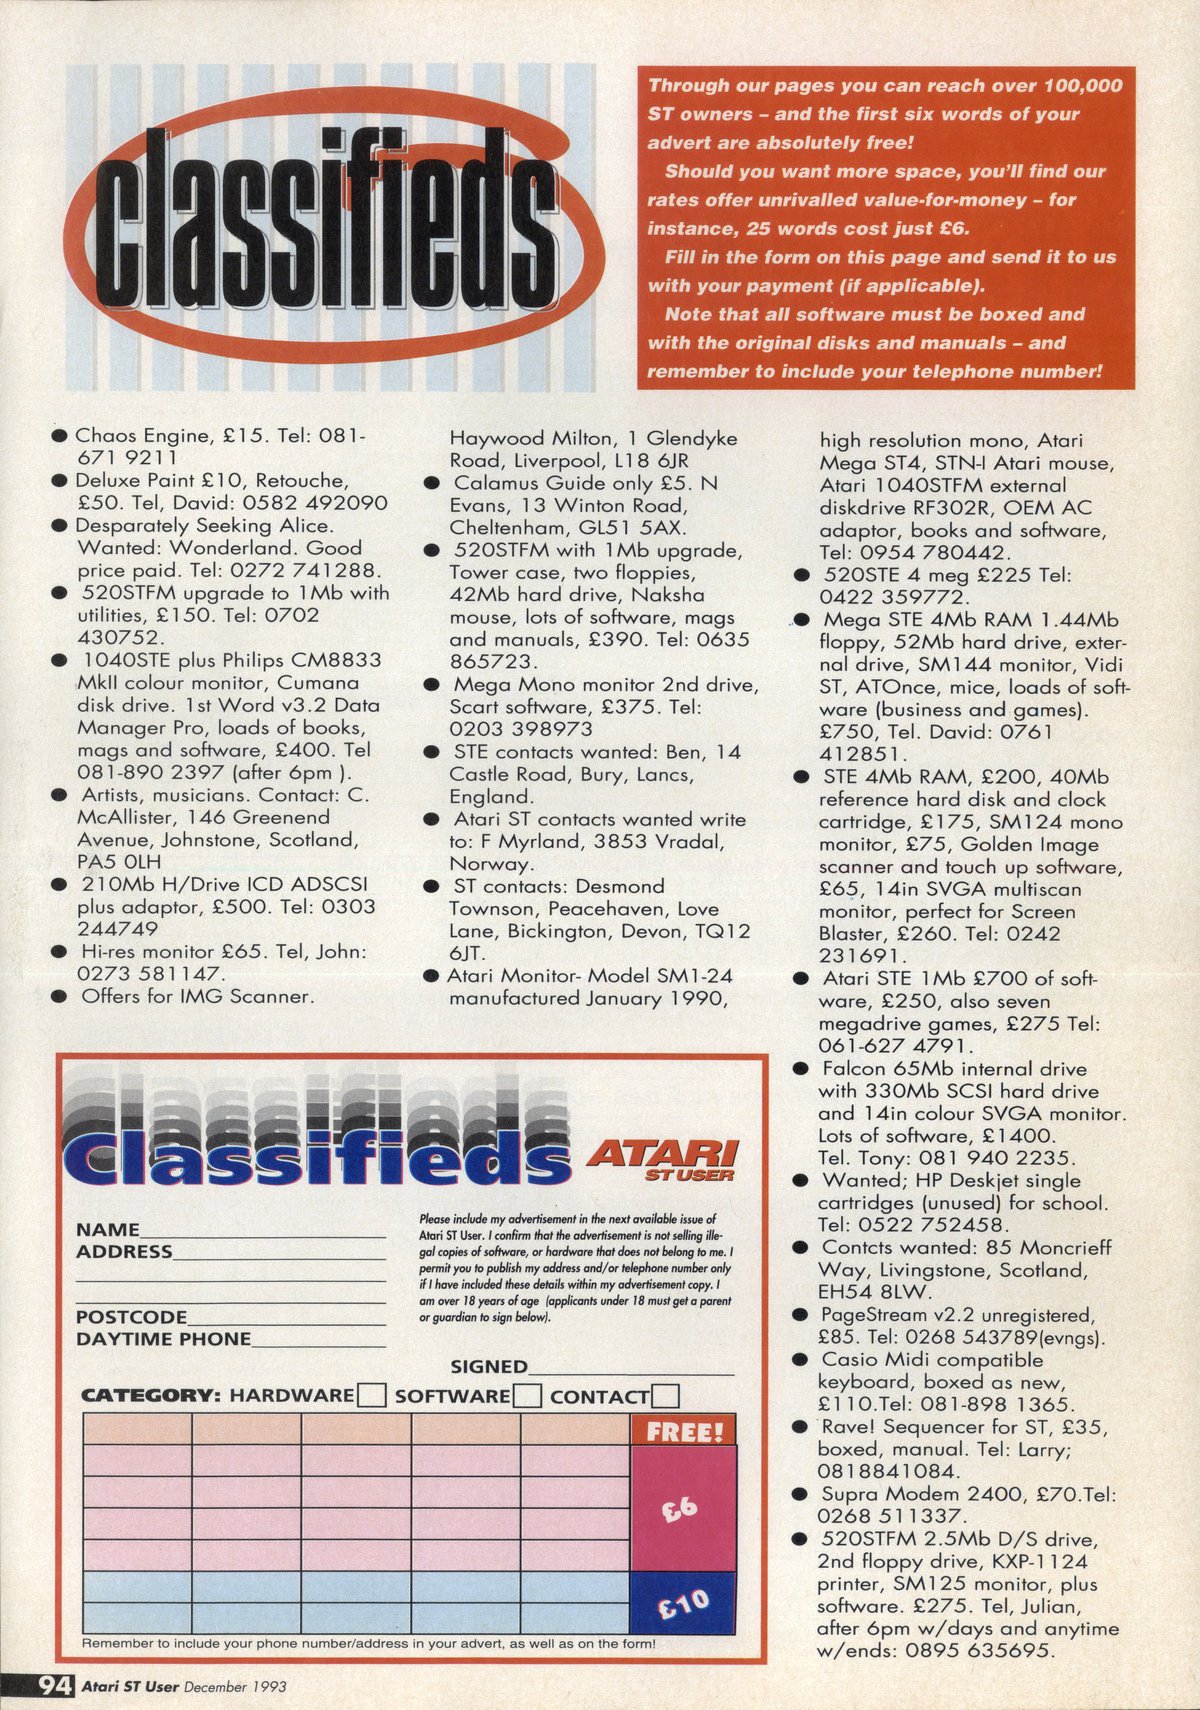 classifieds
Through our pages you can reach over 100,000
ST owners – and the first six words of your
advert are absolutely free!
Should you want more space, you'll find our
rates offer unrivalled value-for-money – for
instance, 25 words cost just £6.
Fill in the form on this page and send it to us
with your payment (if applicable).
Note that all software must be boxed and
with the original disks and manuals – and
remember to include your telephone number!
● Chaos Engine, £15. Tel: 081-
671 9211
● Deluxe Paint £10, Retouche,
£50. Tel, David: 0582 492090
● Desparately Seeking Alice.
Wanted: Wonderland. Good
price paid. Tel: 0272 741288.
● 520STFM upgrade to 1Mb with
utilities, £150. Tel: 0702
430752.
● 1040STE plus Philips CM8833
MkII colour monitor, Cumana
disk drive. 1st Word v3.2 Data
Manager Pro, loads of books,
mags and software, £400. Tel
081-890 2397 (after 6pm ).
● Artists, musicians. Contact: C.
McAllister, 146 Greenend
Avenue, Johnstone, Scotland,
PA5 0LH
● 210Mb H/Drive ICD ADSCSI
plus adaptor, £500. Tel: 0303
244749
● Hi-res monitor £65. Tel, John:
0273 581147.
● Offers for IMG Scanner.
Haywood Milton, 1 Glendyke
Road, Liverpool, L18 6JR
● Calamus Guide only £5. N
Evans, 13 Winton Road,
Cheltenham, GL51 5AX.
● 520STFM with 1Mb upgrade,
Tower case, two floppies,
42Mb hard drive, Naksha
mouse, lots of software, mags
and manuals, £390. Tel: 0635
865723.
● Mega Mono monitor 2nd drive,
Scart software, £375. Tel:
0203 398973
● STE contacts wanted: Ben, 14
Castle Road, Bury, Lancs,
England.
● Atari ST contacts wanted write
to: F Myrland, 3853 Vradal,
Norway.
● ST contacts: Desmond
Townson, Peacehaven, Love
Lane, Bickington, Devon, TQ12
6JT.
● Atari Monitor- Model SM1-24
manufactured January 1990,
high resolution mono, Atari
Mega ST4, STN-I Atari mouse,
Atari 1040STFM external
diskdrive RF302R, OEM AC
adaptor, books and software,
Tel: 0954 780442.
● 520STE 4 meg £225 Tel:
0422 359772.
● Mega STE 4Mb RAM 1.44Mb
floppy, 52Mb hard drive, exter-
nal drive, SM144 monitor, Vidi
ST, ATOnce, mice, loads of soft-
ware (business and games).
£750, Tel. David: 0761
412851.
● STE 4Mb RAM, £200, 40Mb
reference hard disk and clock
cartridge, £175, SM124 mono
monitor, £75, Golden Image
scanner and touch up software,
£65, 14in SVGA multiscan
monitor, perfect for Screen
Blaster, £260. Tel: 0242
231691.
● Atari STE 1Mb £700 of soft-
ware, £250, also seven
megadrive games, £275 Tel:
061-627 4791.
● Falcon 65Mb internal drive
with 330Mb SCSI hard drive
and 14in colour SVGA monitor.
Lots of software, £1400.
Tel. Tony: 081 940 2235.
● Wanted; HP Deskjet single
cartridges (unused) for school.
Tel: 0522 752458.
● Contcts wanted: 85 Moncrieff
Way, Livingstone, Scotland,
EH54 8LW.
● PageStream v2.2 unregistered,
£85. Tel: 0268 543789(evngs).
● Casio Midi compatible
keyboard, boxed as new,
£110.Tel: 081-898 1365.
● Rave! Sequencer for ST, £35,
boxed, manual. Tel: Larry;
0818841084.
● Supra Modem 2400, £70.Tel:
0268 511337.
● 520STFM 2.5Mb D/S drive,
2nd floppy drive, KXP-1124
printer, SM125 monitor, plus
software. £275. Tel, Julian,
after 6pm w/days and anytime
w/ends: 0895 635695.
Classifieds
ATARI
ST USER
NAME
ADDRESS
POSTCODE
DAYTIME PHONE
Please include my advertisement in the next available issue of
Atari ST User. I confirm that the advertisement is not selling ille-
gal copies of software, or hardware that does not belong to me. I
permit you to publish my address and/or telephone number only
if I have included these details within my advertisement copy. I
am over 18 years of age (applicants under 18 must get a parent
or guardian to sign below).
SIGNED
CATEGORY: HARDWARE SOFTWARE CONTACT
FREE!
£6
£10
Remember to include your phone number/address in your advert, as well as on the form!
94 Atari ST User December 1993